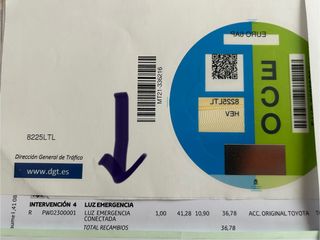 EURO 6AP
8225LTL
HEV
ECO
MT21-336216
8225LTL
Dirección General de Tráfico
www.dgt.es
INTERVENCIÓN 4 LUZ EMERGENCIA
R PW02300001 LUZ EMERGENCIA CONECTADA 1,00 41,28 10,90 36,78 ACC. ORIGINAL TOYOTA
TOTAL RECAMBIOS 36,78